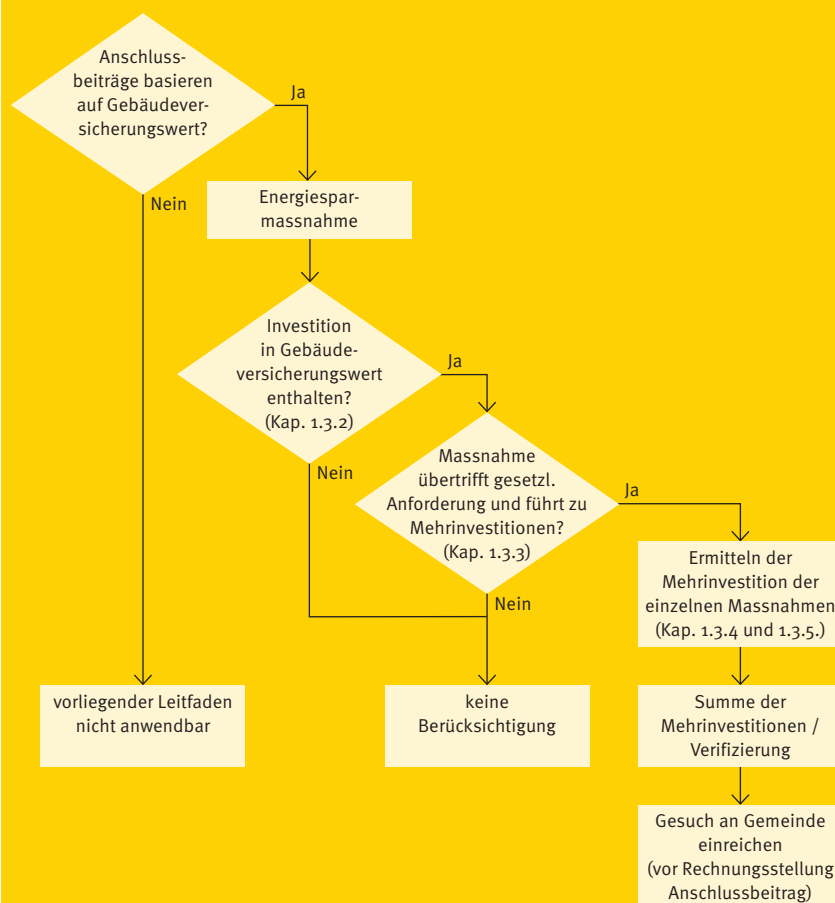 Anschluss-
beiträge basieren
auf Gebäudever-
sicherungswert?
Ja
Nein
Energiespar-
massnahme
Investition
in Gebäude-
versicherungswert
enthalten?
(Kap. 1.3.2)
Ja
Nein
Massnahme
übertrifft gesetzl.
Anforderung und führt zu
Mehrinvestitionen?
(Kap. 1.3.3)
Ja
Nein
Ermitteln der
Mehrinvestition der
einzelnen Massnahmen
(Kap. 1.3.4 und 1.3.5.)
vorliegender Leitfaden
nicht anwendbar
keine
Berücksichtigung
Summe der
Mehrinvestitionen /
Verifizierung
Gesuch an Gemeinde
einreichen
(vor Rechnungsstellung
Anschlussbeitrag)